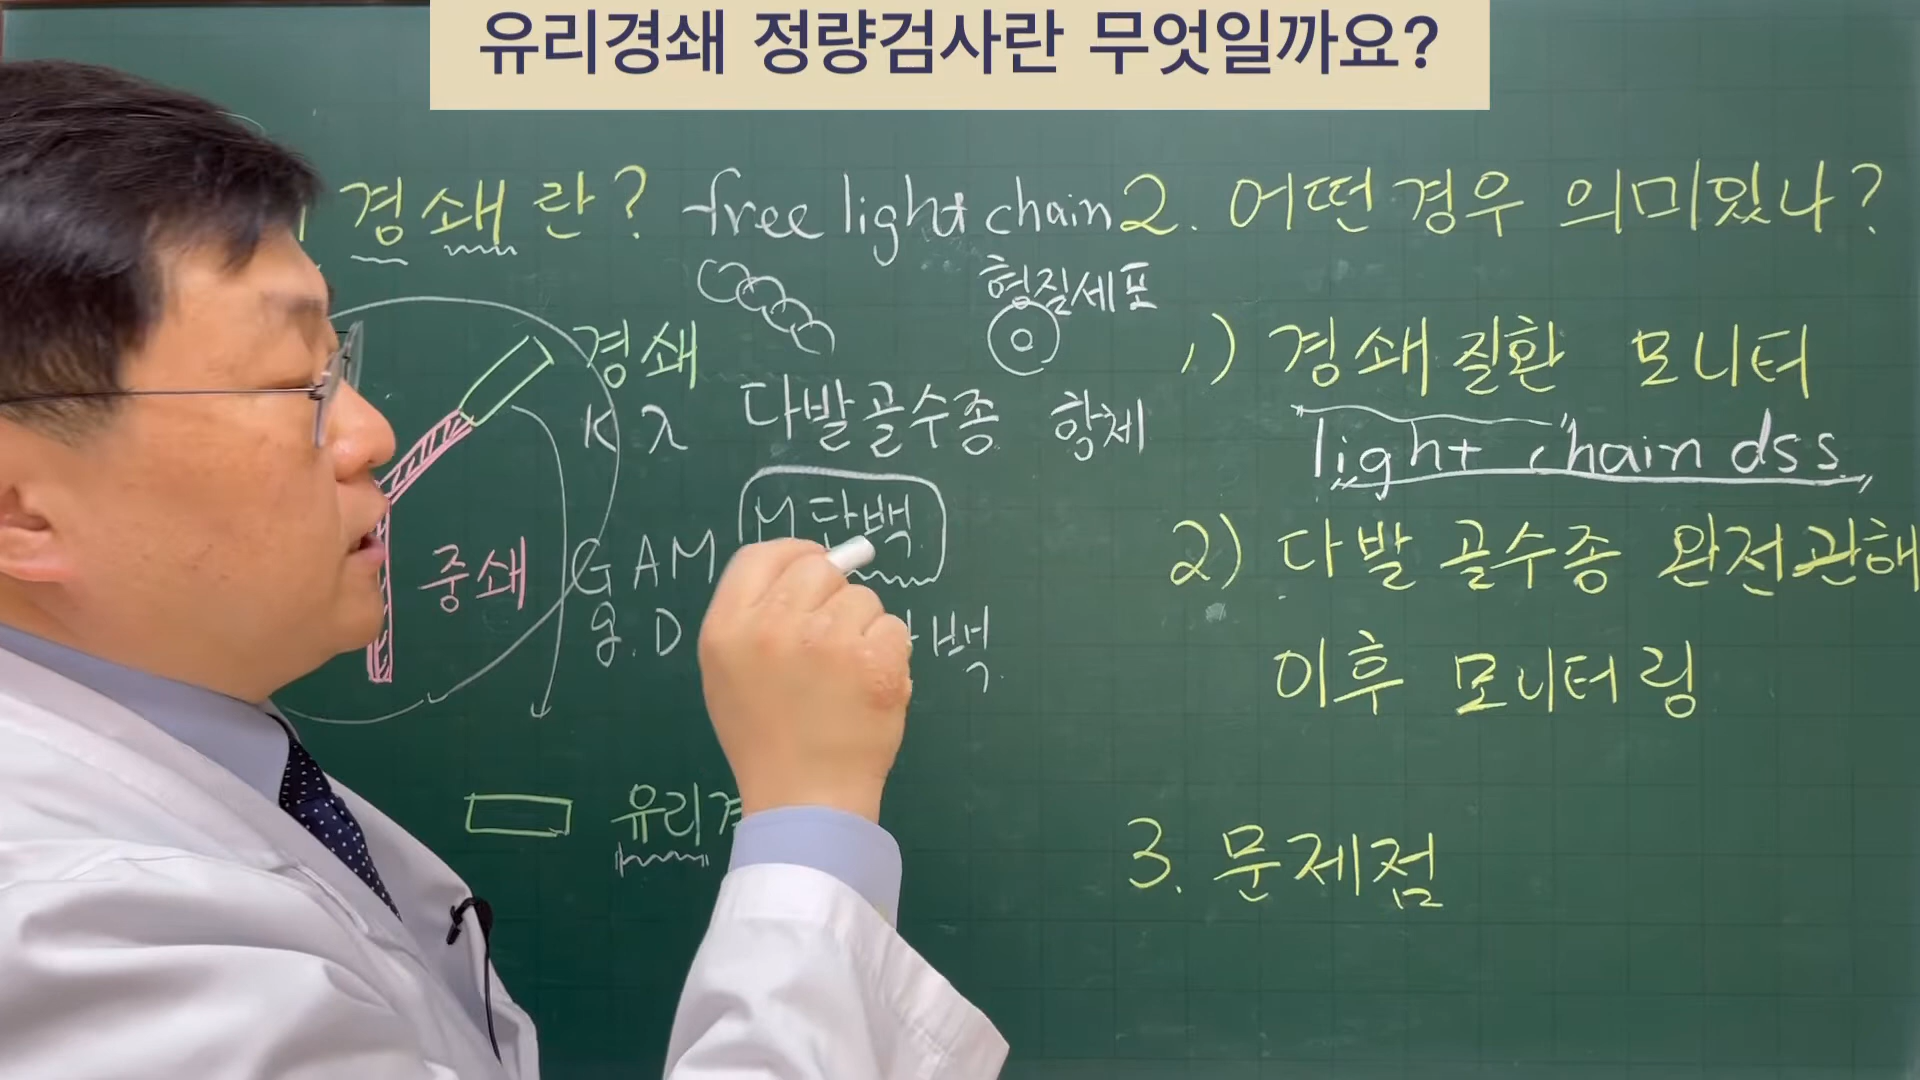 유리경쇄 정량검사란 무엇일까요?
경쇄란? free light chain
형질세포
경쇄
K λ 다발골수종 항체
M단백
중쇄 G A M
D 백
유리
2. 어떤 경우 의미있나?
1) 경쇄 질환 모니터
light chain dss
2) 다발 골수종 완전관해
이후 모니터링
3. 문제점